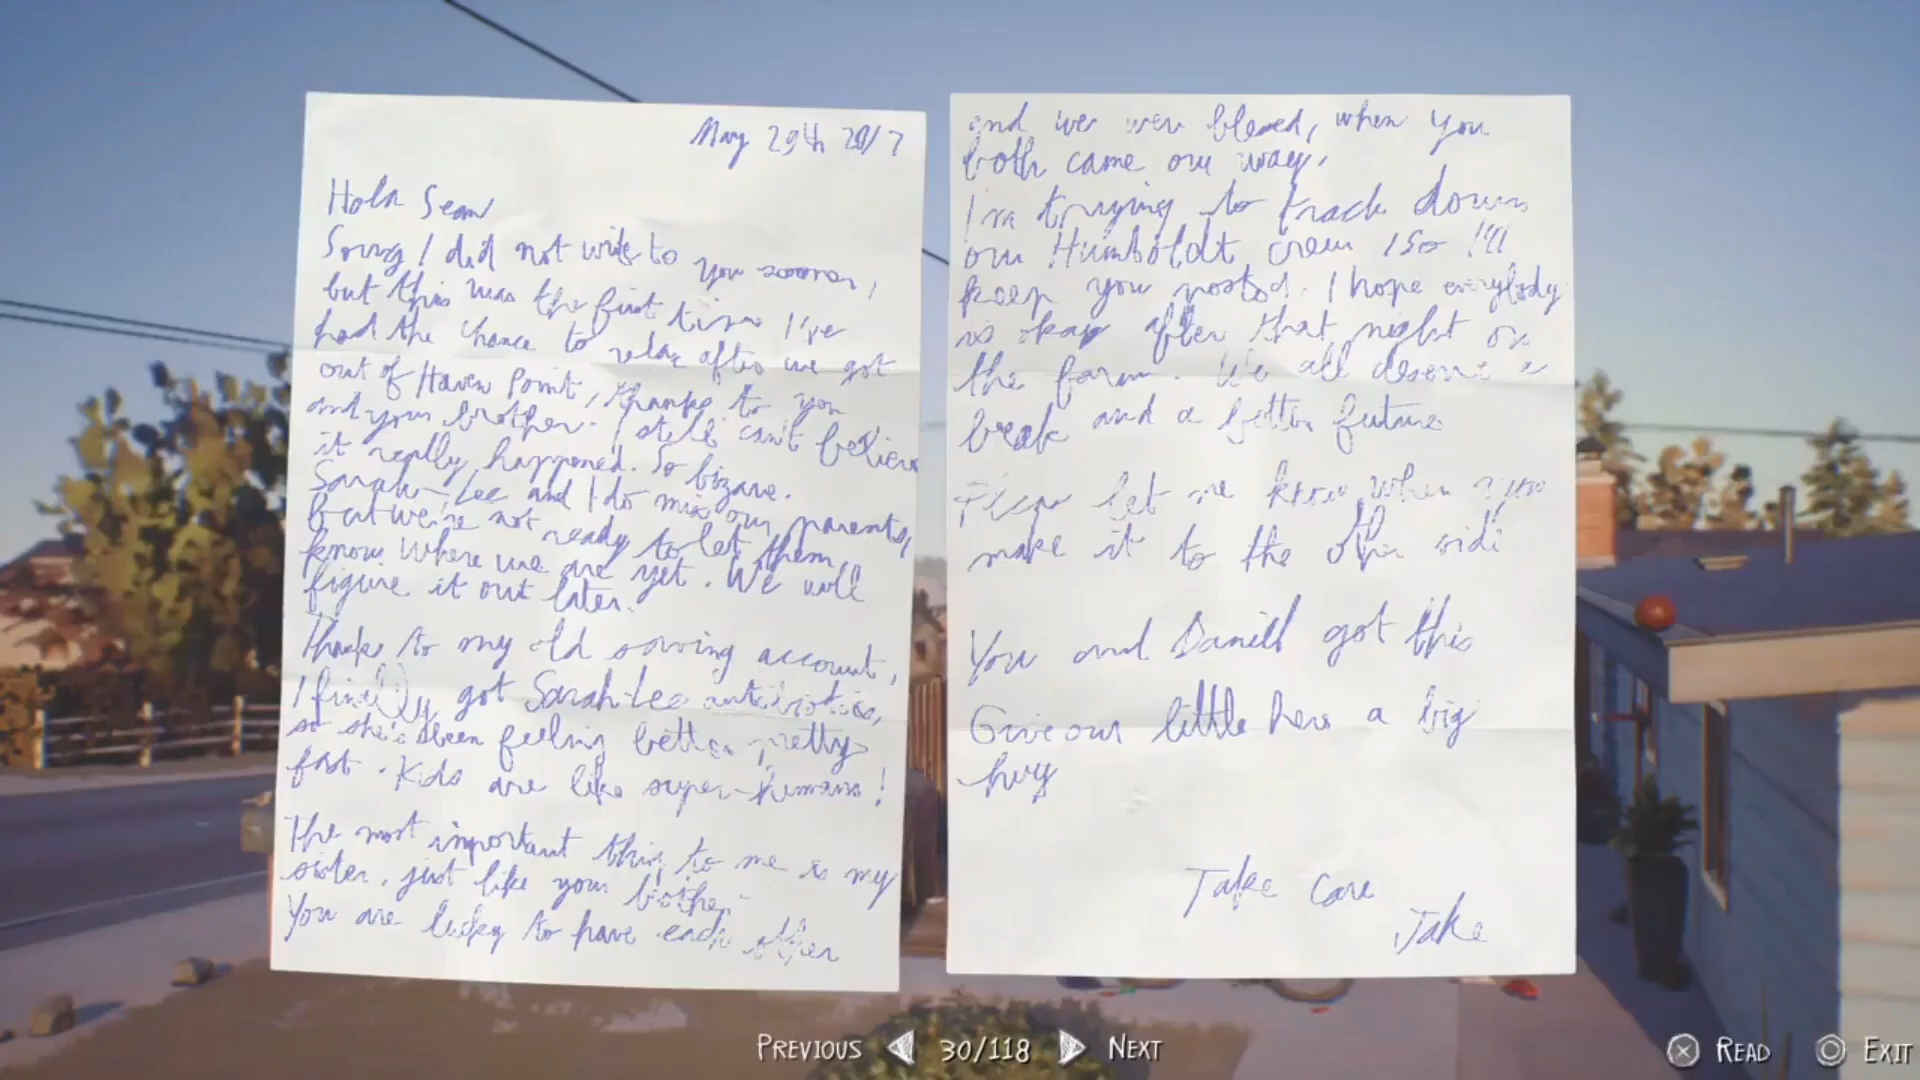 May 29th 2017
Hola Sean
Sorry I did not write to you sooner,
but this was the first time I've
had the chance to relax after we got
out of Haven Point, thanks to you
and your brother. I still can't believe
it really happened. So bizare.
Sarah-Lee and I do miss our parents,
but we're not ready to let them
know where we are yet. We will
figure it out later.
Thanks to my old saving account,
I finally got Sarah-Lee antibiotics,
so she's been feeling better pretty
fast. Kids are like super-humans!
The most important thing to me is my
sister, just like your brother.
You are lucky to have each other
and we were blessed, when you
both came our way.
I'm trying to track down
our Humboldt crew so I'll
keep you posted. I hope everybody
is okay after that night on
the farm. We all deserve a
break and a better future
Please let me know when you
make it to the other side
You and Daniel got this
Give our little hero a big
hug
Take Care
Jake
PREVIOUS 30/118 NEXT
READ EXIT